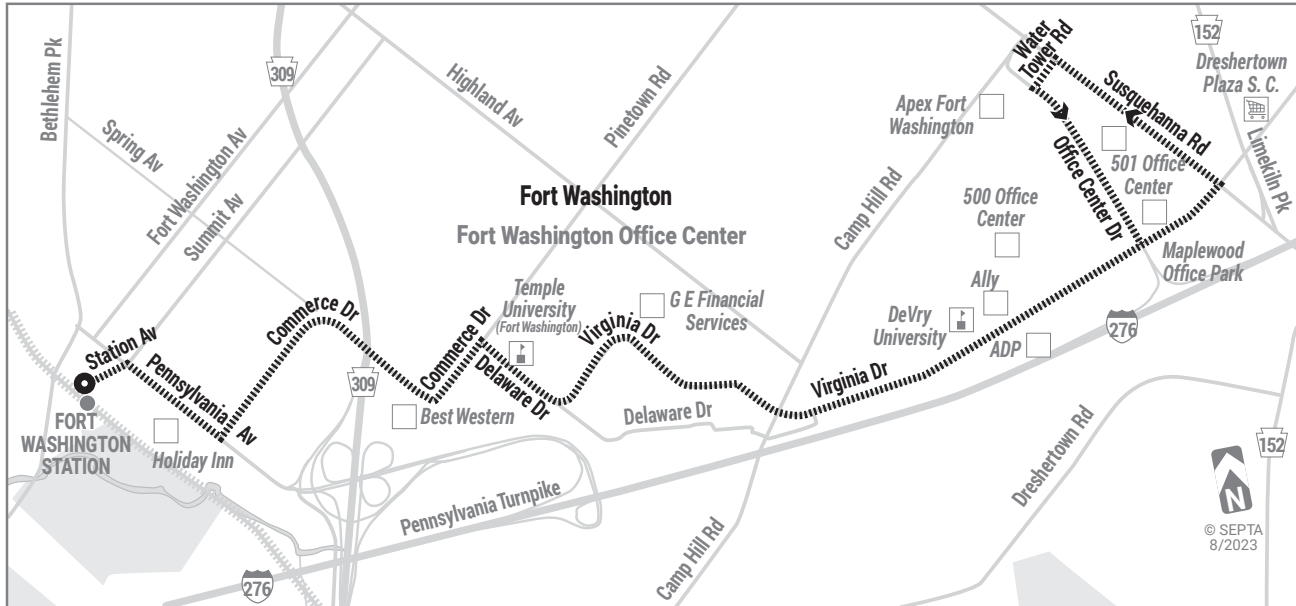 152
Water
Tower Rd
Dreshertown
Plaza S. C.
Bethlehem Pk
309
Highland Av
Pinetown Rd
Susquehanna Rd
Apex Fort
Washington
Spring Av
Fort Washington Av
Limekiln Pk
501 Office
Center
Office Center Dr
Summit Av
Fort Washington
Camp Hill Rd
500 Office
Center
Fort Washington Office Center
Maplewood
Office Park
Temple
University
(Fort Washington)
Ally
Commerce Dr
G E Financial
Services
Virginia Dr
DeVry
University
276
Station Av
Commerce Dr
ADP
Pennsylvania Av
309
Delaware Dr
Virginia Dr
Best Western
Delaware Dr
FORT
WASHINGTON
STATION
Holiday Inn
Dreshertown Rd
152
Pennsylvania Turnpike
N
Camp Hill Rd
© SEPTA
8/2023
276